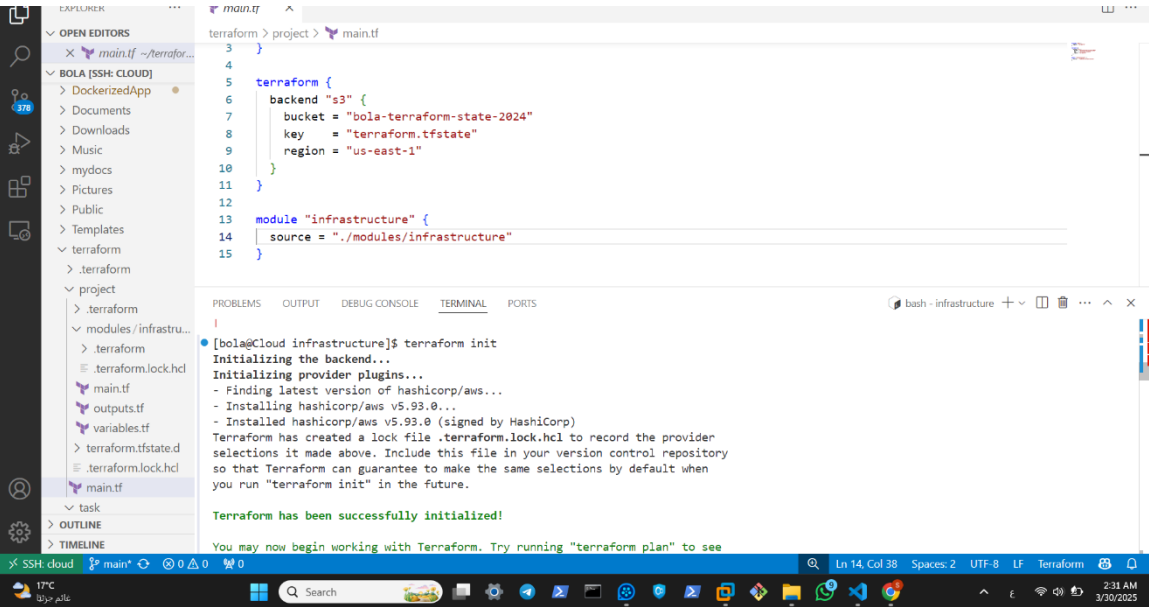 EXPLORER
main.tf
OPEN EDITORS
main.tf ~/terrafor...
BOLA [SSH: CLOUD]
DockerizedApp
Documents
Downloads
Music
mydocs
Pictures
Public
Templates
terraform
.terraform
project
.terraform
modules / infrastru...
.terraform
.terraform.lock.hcl
main.tf
outputs.tf
variables.tf
terraform.tfstate.d
.terraform.lock.hcl
main.tf
task
OUTLINE
TIMELINE
378
terraform > project > main.tf
3 }
4
5 terraform {
6 backend "s3" {
7 bucket = "bola-terraform-state-2024"
8 key    = "terraform.tfstate"
9 region = "us-east-1"
10 }
11 }
12
13 module "infrastructure" {
14 source = "./modules/infrastructure"
15 }
PROBLEMS OUTPUT DEBUG CONSOLE TERMINAL PORTS
bash - infrastructure
[bola@Cloud infrastructure]$ terraform init
Initializing the backend...
Initializing provider plugins...
- Finding latest version of hashicorp/aws...
- Installing hashicorp/aws v5.93.0...
- Installed hashicorp/aws v5.93.0 (signed by HashiCorp)
Terraform has created a lock file .terraform.lock.hcl to record the provider
selections it made above. Include this file in your version control repository
so that Terraform can guarantee to make the same selections by default when
you run "terraform init" in the future.
Terraform has been successfully initialized!
You may now begin working with Terraform. Try running "terraform plan" to see
SSH: cloud main* 0 0 0 Ln 14, Col 38 Spaces: 2 UTF-8 LF Terraform
17°C
غائم جزئيًا
Search
ع
2:31 AM
3/30/2025